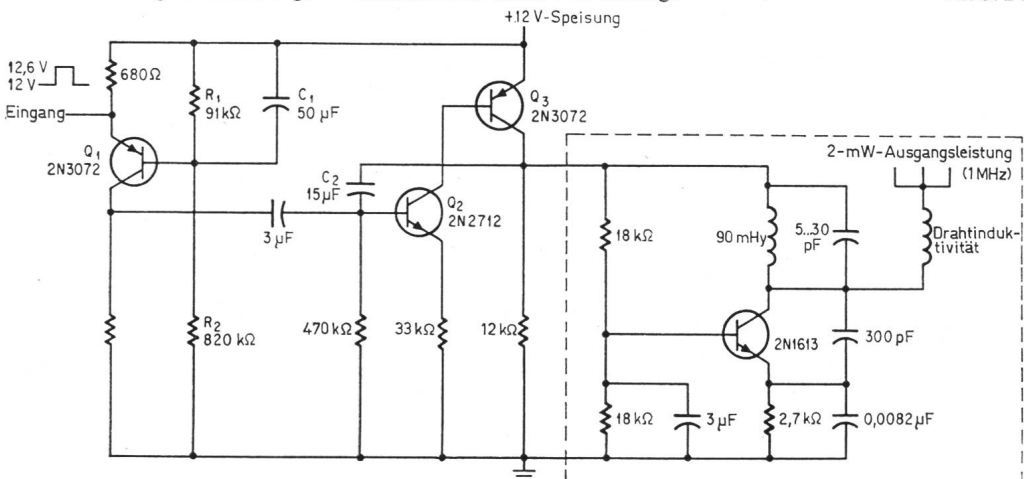 +12 V-Speisung
12,6 V
12 V
680Ω
R₁
91kΩ
C₁
50 µF
Q₃
2N3072
Eingang
Q₁
2N3072
2-mW-Ausgangsleistung
(1MHz)
C₂
15µF
Q₂
2N2712
3 µF
18 kΩ
90 mHy
5..30
pF
Drahtinduk-
tivität
R₂
820 kΩ
470 kΩ
33 kΩ
12 kΩ
2N1613
300 pF
18 kΩ
3 µF
2,7 kΩ
0,0082 µF